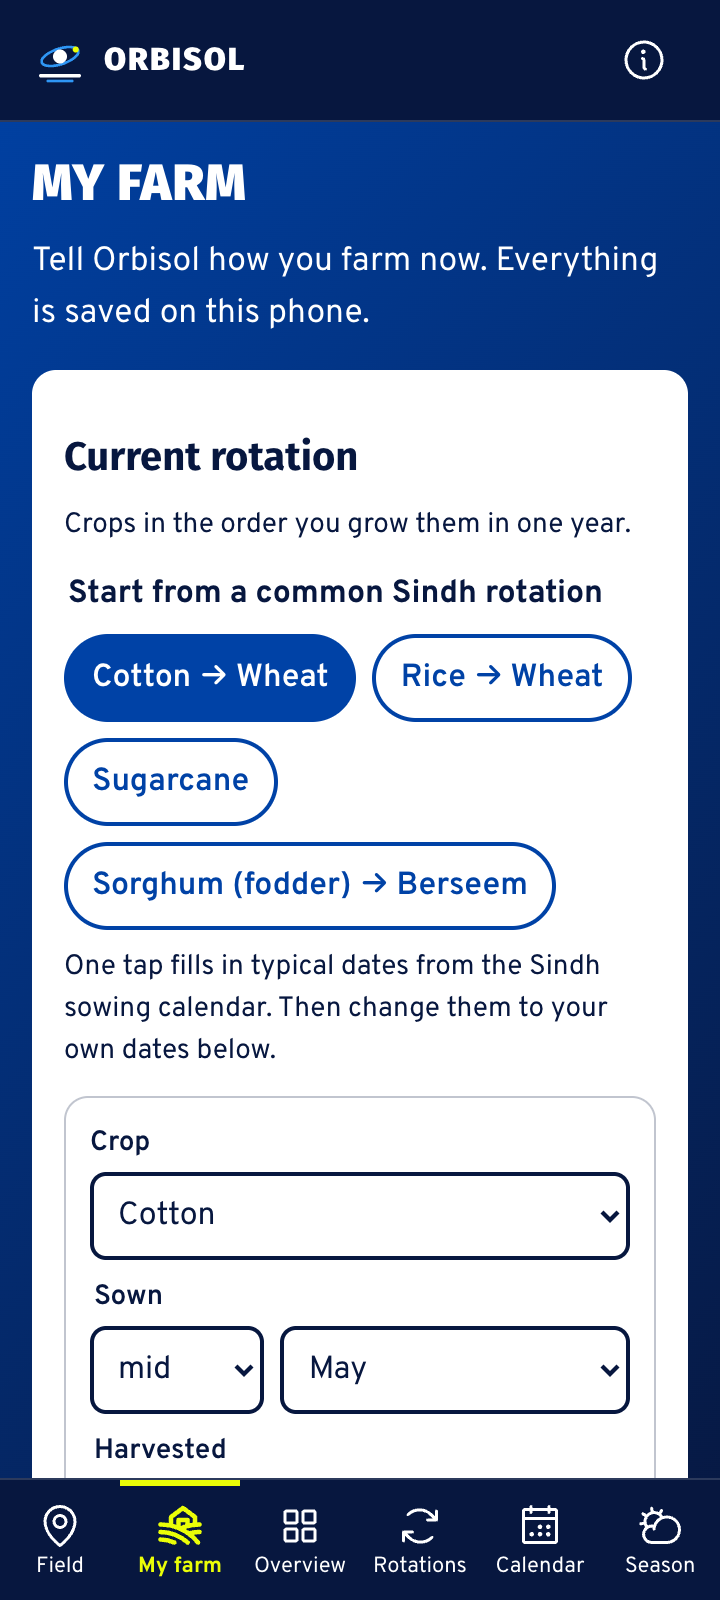 ORBISOL
MY FARM
Tell Orbisol how you farm now. Everything
is saved on this phone.
Current rotation
Crops in the order you grow them in one year.
Start from a common Sindh rotation
Cotton → Wheat
Rice → Wheat
Sugarcane
Sorghum (fodder) → Berseem
One tap fills in typical dates from the Sindh
sowing calendar. Then change them to your
own dates below.
Crop
Cotton
Sown
mid
May
Harvested
Field
My farm
Overview
Rotations
Calendar
Season